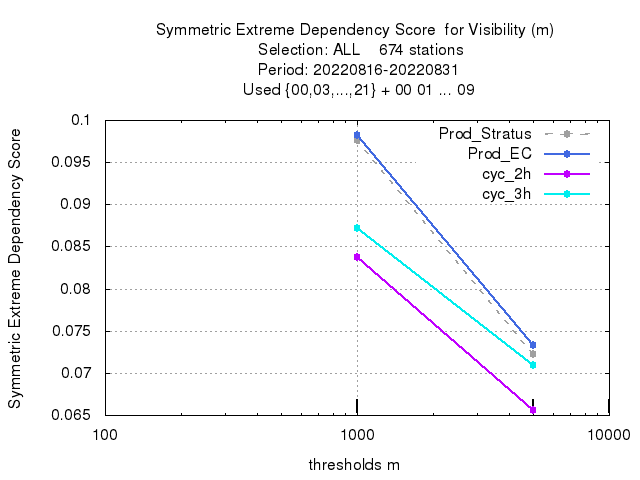 Symmetric Extreme Dependency Score  for Visibility (m)
Selection: ALL    674 stations
Period: 20220816-20220831
Used {00,03,...,21} + 00 01 ... 09
Symmetric Extreme Dependency Score
0.1
0.095
0.09
0.085
0.08
0.075
0.07
0.065
Prod_Stratus
Prod_EC
cyc_2h
cyc_3h
100
1000
10000
thresholds m